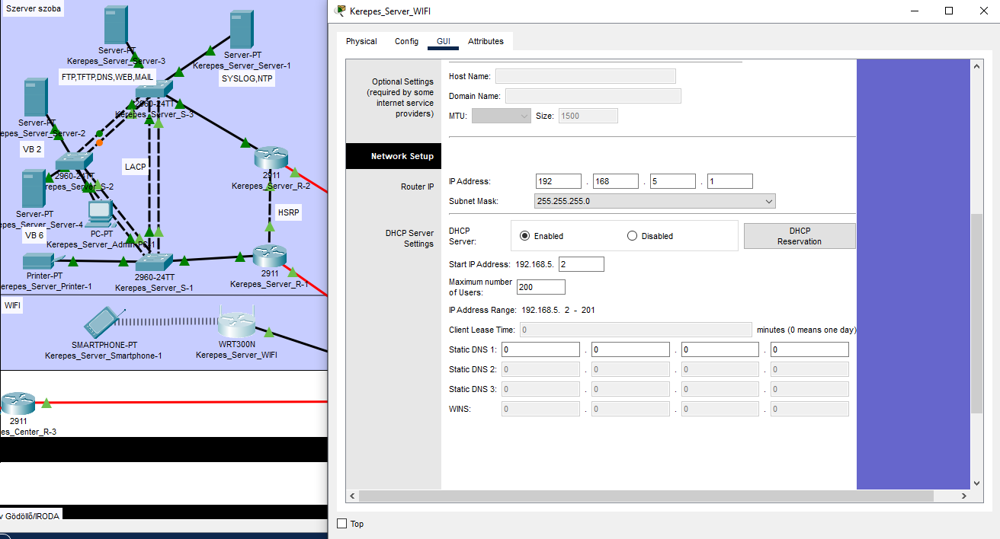 Szerver szoba
Server-PT
Kerepes_Server_Server-3
Server-PT
Kerepes_Server_Server-1
FTP,TFTP,DNS,WEB,MAIL
SYSLOG,NTP
2960-24TT
Kerepes_Server_S-3
Server-PT
epes_Server_Server-2
VB 2
LACP
2960-24TT
repes_Server_S-2
2911
Kerepes_Server_R-2
HSRP
Server-PT
epes_Server_Server-4
VB 6
PC-PT
Kerepes_Server_Admin-PC-1
Printer-PT
erepes_Server_Printer-1
2960-24TT
Kerepes_Server_S-1
2911
Kerepes_Server_R-1
WIFI
SMARTPHONE-PT
Kerepes_Server_Smartphone-1
WRT300N
Kerepes_Server_WIFI
2911
es_Center_R-3
v Gödöllő/IRODA
Kerepes_Server_WIFI
Physical Config GUI Attributes
Optional Settings
(required by some
internet service
providers)
Host Name:
Domain Name:
MTU: Size: 1500
Network Setup
Router IP
IP Address: 192 . 168 . 5 . 1
Subnet Mask: 255.255.255.0
DHCP Server
Settings
DHCP
Server:
Enabled Disabled
DHCP
Reservation
Start IP Address: 192.168.5. 2
Maximum number
of Users: 200
IP Address Range: 192.168.5. 2 - 201
Client Lease Time: 0 minutes (0 means one day)
Static DNS 1: 0 . 0 . 0 . 0
Static DNS 2: 0 . 0 . 0 . 0
Static DNS 3: 0 . 0 . 0 . 0
WINS: 0 . 0 . 0 . 0
Top